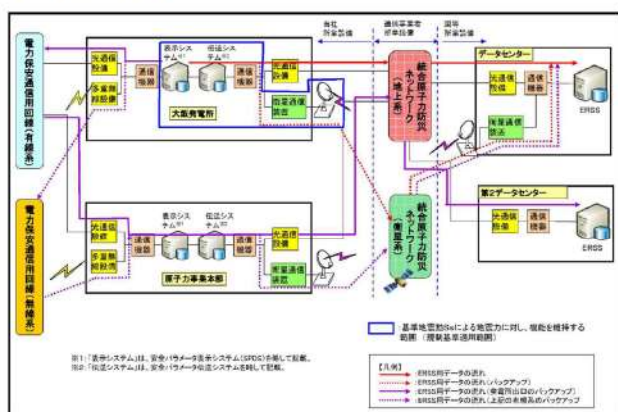 当社
所掌設備
通信事業者
所掌設備
国等
所掌設備
電力保安通信用回線(有線系)
電力保安通信用回線(無線系)
光通信
設備
多重無
線設備
通信
機器
表示シス
テム※1
伝送シス
テム※2
通信
機器
光通信
設備
衛星通信
装置
大飯発電所
光通信
設備
多重無
線設備
通信
機器
表示シス
テム※1
伝送シス
テム※2
通信
機器
光通信
設備
衛星通信
装置
原子力事業本部
統合原子力防災
ネットワーク
(地上系)
統合原子力防災
ネットワーク
(衛星系)
データセンター
光通信
設備
通信
機器
衛星通信
装置
ERSS
第2データセンター
光通信
設備
通信
機器
ERSS
:基準地震動Ssによる地震力に対し、機能を維持する
範囲 (規制基準適用範囲)
※1:「表示システム」は、安全パラメータ表示システム(SPDS)を略して記載。
※2:「伝送システム」は、安全パラメータ伝送システムを略して記載。
【凡例】
:ERSS用データの流れ
:ERSS用データの流れ(バックアップ)
:ERSS用データの流れ(発電所出口のバックアップ)
:ERSS用データの流れ(上記の有線系のバックアップ)